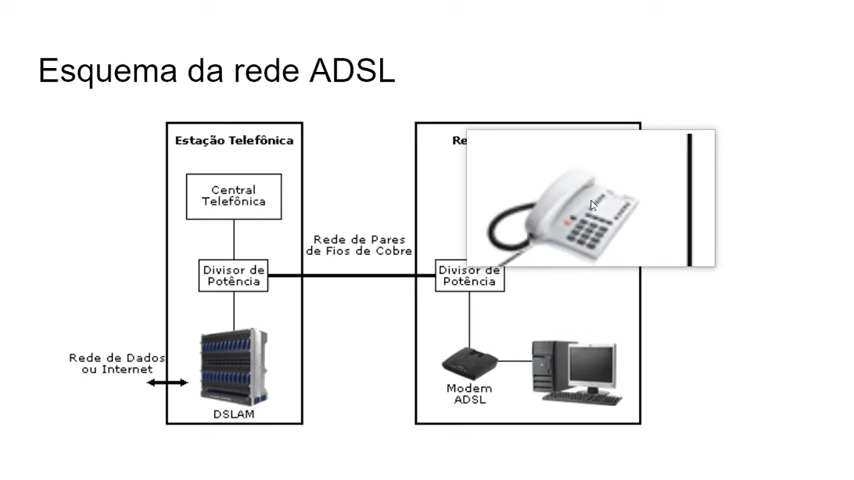 Esquema da rede ADSL
Estação Telefônica
Central
Telefônica
Divisor de
Potência
Rede de Dados
ou Internet
DSLAM
Rede de Pares
de Fios de Cobre
Divisor de
Potência
Modem
ADSL